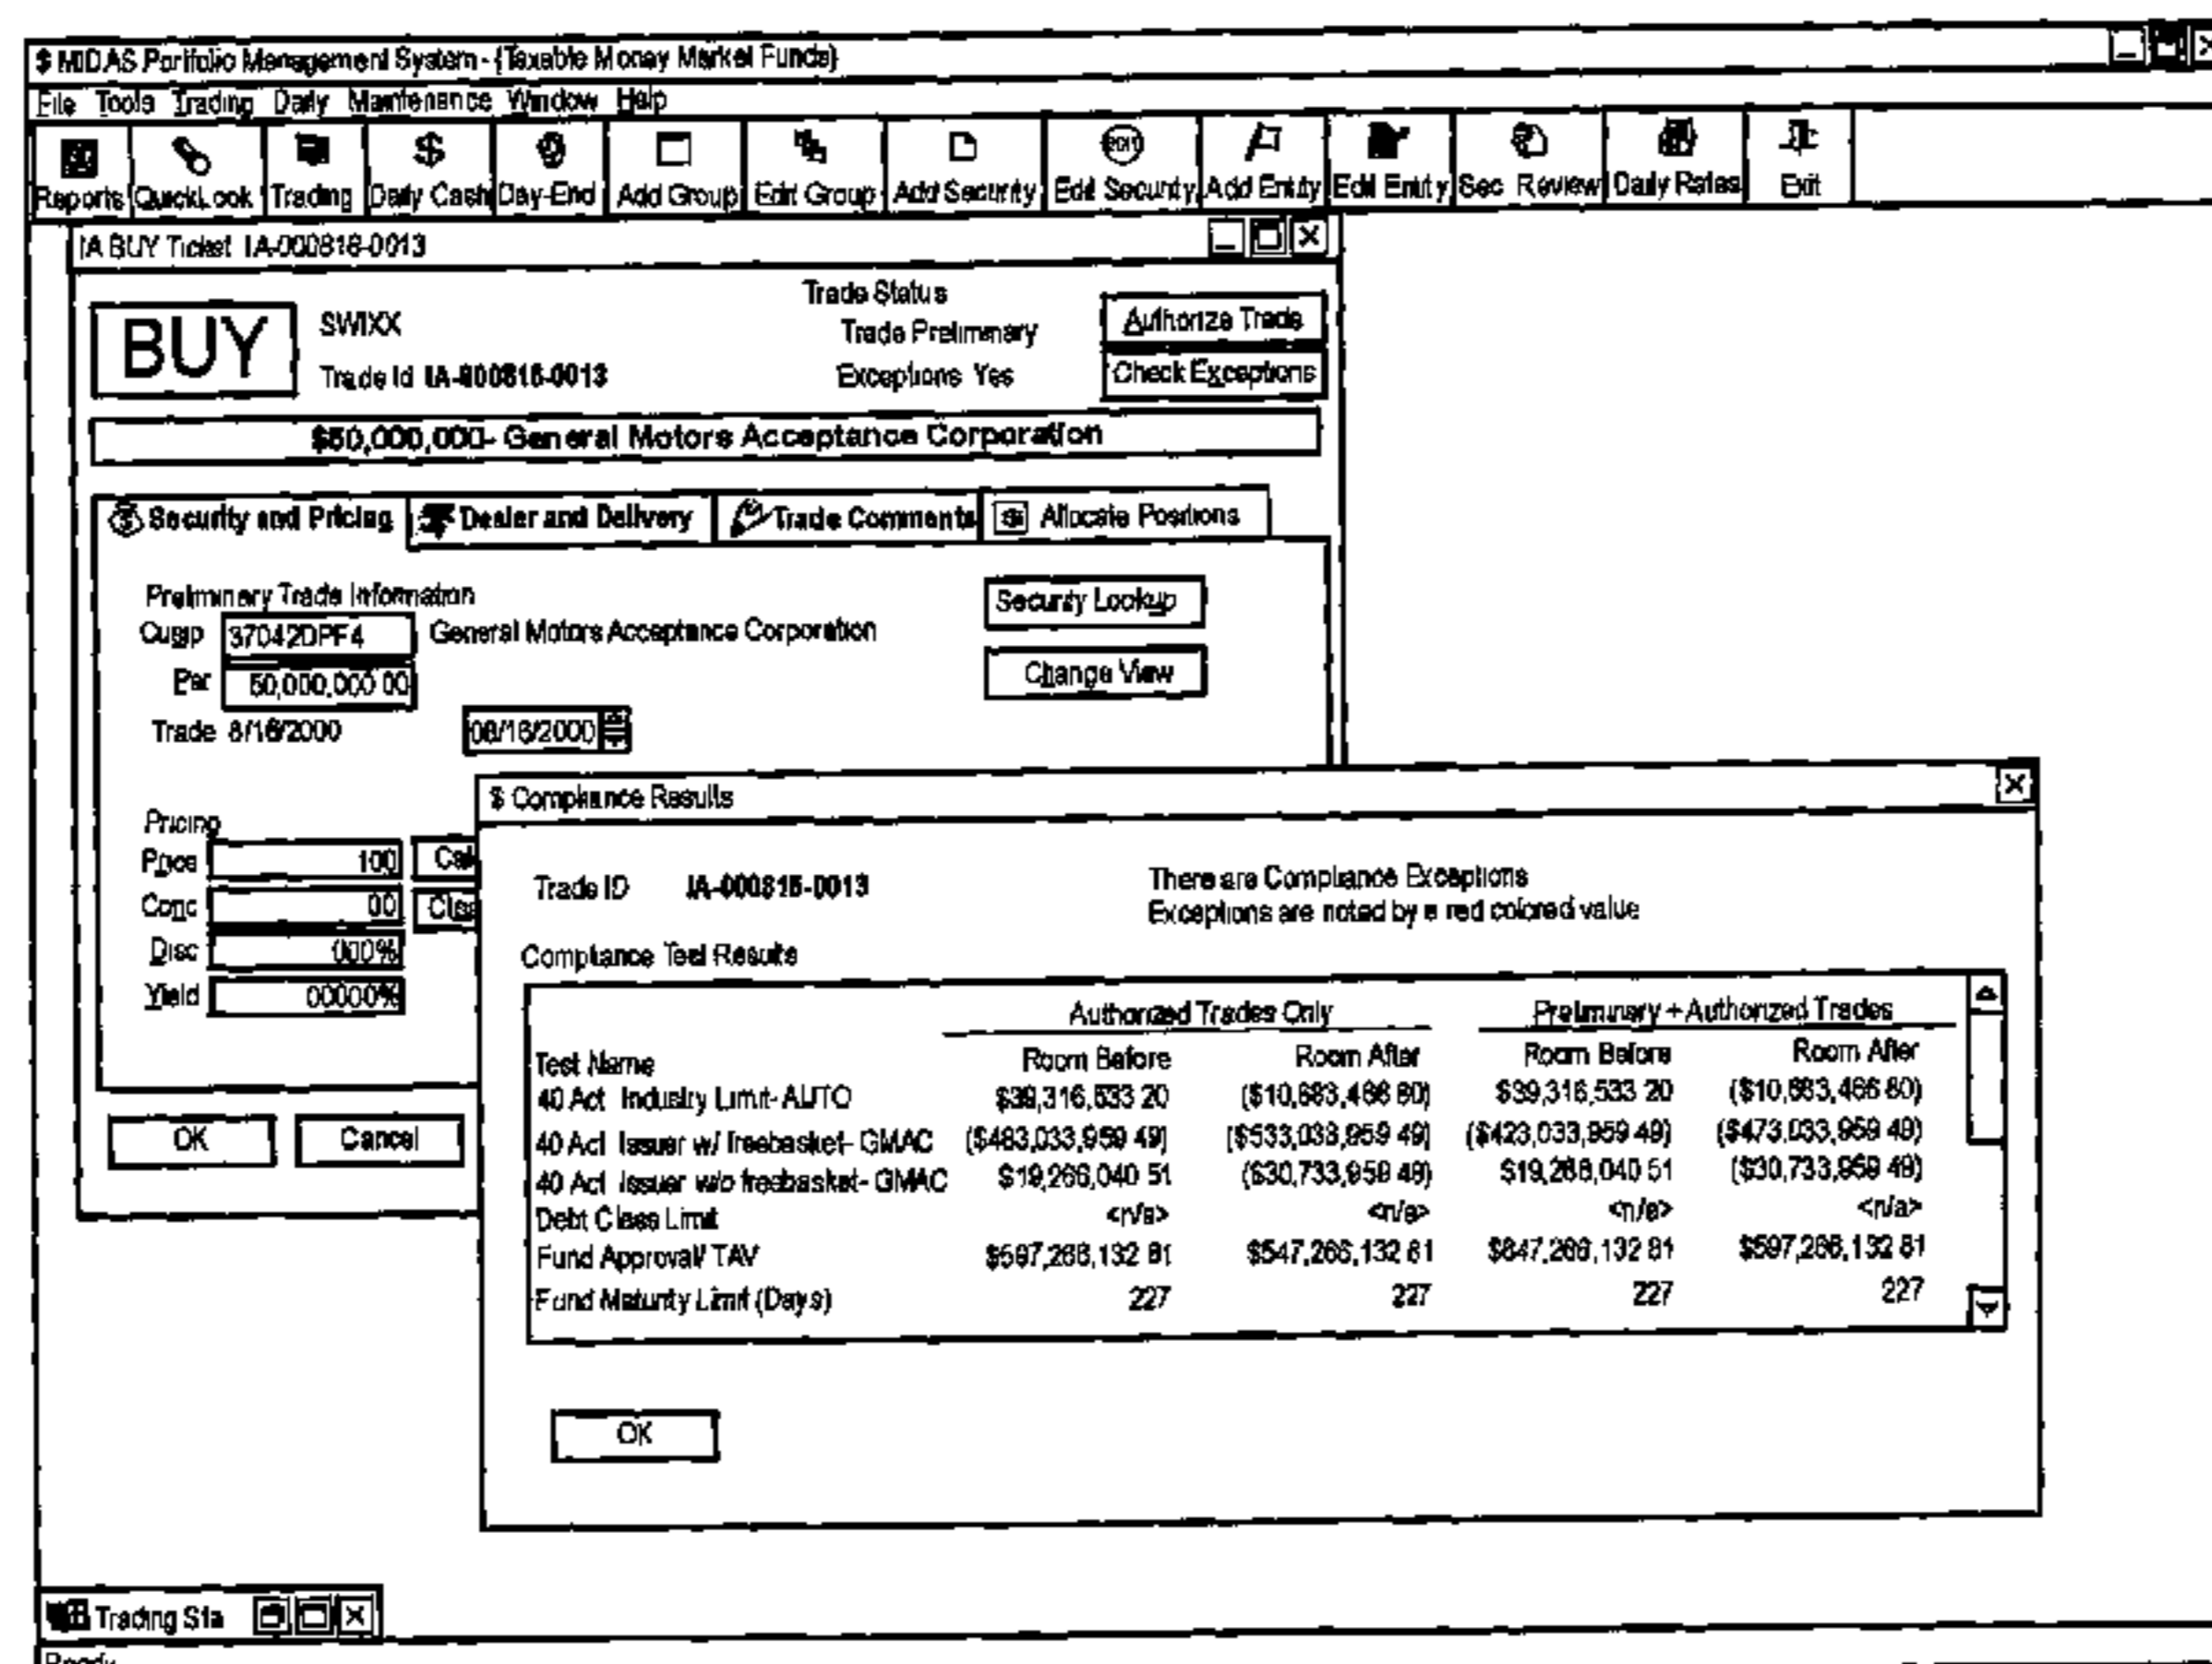 $ MIDAS Portfolio Management System - {Taxable Money Market Funds}
File Tools Trading Daily Maintenance Window Help
Reports QuickLook Trading Daily Cash Day-End Add Group Edit Group Add Security Edit Security Add Entity Edit Entity Sec Review Daily Rates Exit
IA BUY Ticket IA-000816-0013
BUY
SWIXX
Trade Id IA-000816-0013
Trade Status
Trade Preliminary
Exceptions Yes
Authorize Trade
Check Exceptions
$50,000,000- General Motors Acceptance Corporation
Security and Pricing Dealer and Delivery Trade Comments Allocate Positions
Preliminary Trade Information
Cusip 37042DPF4 General Motors Acceptance Corporation
Par 50,000,000 00
Trade 8/16/2000 08/16/2000
Security Lookup
Change View
Pricing
Price 100
Conc 00
Disc 000%
Yield 00000%
OK Cancel
$ Compliance Results
Trade ID IA-000816-0013
There are Compliance Exceptions
Exceptions are noted by a red colored value
Compliance Test Results
Authorized Trades Only Preliminary + Authorized Trades
Test Name Room Before Room After Room Before Room After
40 Act Industry Limit- AUTO $39,316,533 20 ($10,683,466 80) $39,316,533 20 ($10,683,466 80)
40 Act Issuer w/ freebasket- GMAC ($483,033,959 49) ($533,033,959 49) ($423,033,959 49) ($473,033,959 49)
40 Act Issuer w/o freebasket- GMAC $19,266,040 51 ($30,733,959 49) $19,266,040 51 ($30,733,959 49)
Debt Class Limit <n/a> <n/a> <n/a> <n/a>
Fund Approval/ TAV $597,266,132 81 $547,266,132 81 $647,266,132 81 $597,266,132 81
Fund Maturity Limit (Days) 227 227 227 227
OK
Trading Sta